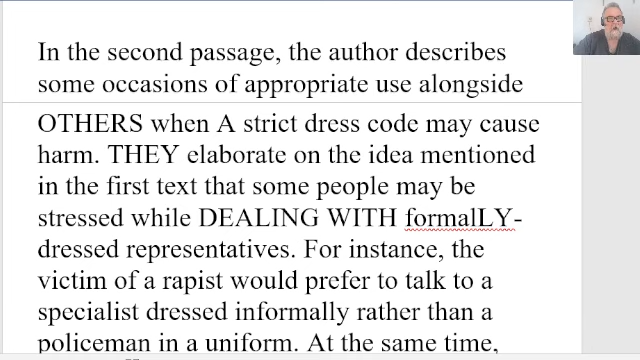 In the second passage, the author describes
some occasions of appropriate use alongside
OTHERS when A strict dress code may cause
harm. THEY elaborate on the idea mentioned
in the first text that some people may be
stressed while DEALING WITH formalLY-
dressed representatives. For instance, the
victim of a rapist would prefer to talk to a
specialist dressed informally rather than a
policeman in a uniform. At the same time,